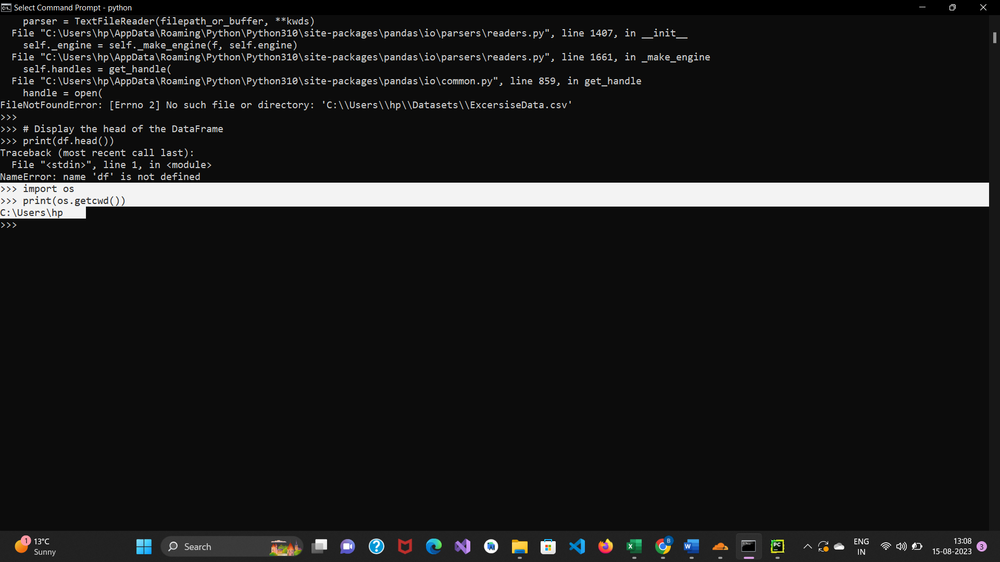 Select Command Prompt - python
parser = TextFileReader(filepath_or_buffer, **kwds)
File "C:\Users\hp\AppData\Roaming\Python\Python310\site-packages\pandas\io\parsers\readers.py", line 1407, in __init__
self._engine = self._make_engine(f, self.engine)
File "C:\Users\hp\AppData\Roaming\Python\Python310\site-packages\pandas\io\parsers\readers.py", line 1661, in _make_engine
self.handles = get_handle(
File "C:\Users\hp\AppData\Roaming\Python\Python310\site-packages\pandas\io\common.py", line 859, in get_handle
handle = open(
FileNotFoundError: [Errno 2] No such file or directory: 'C:\\Users\\hp\\Datasets\\ExcersiseData.csv'
>>>
>>> # Display the head of the DataFrame
>>> print(df.head())
Traceback (most recent call last):
File "<stdin>", line 1, in <module>
NameError: name 'df' is not defined
>>> import os
>>> print(os.getcwd())
C:\Users\hp
>>>
1
13°C
Sunny
Search
B
PC
ENG
IN
13:08
15-08-2023
3